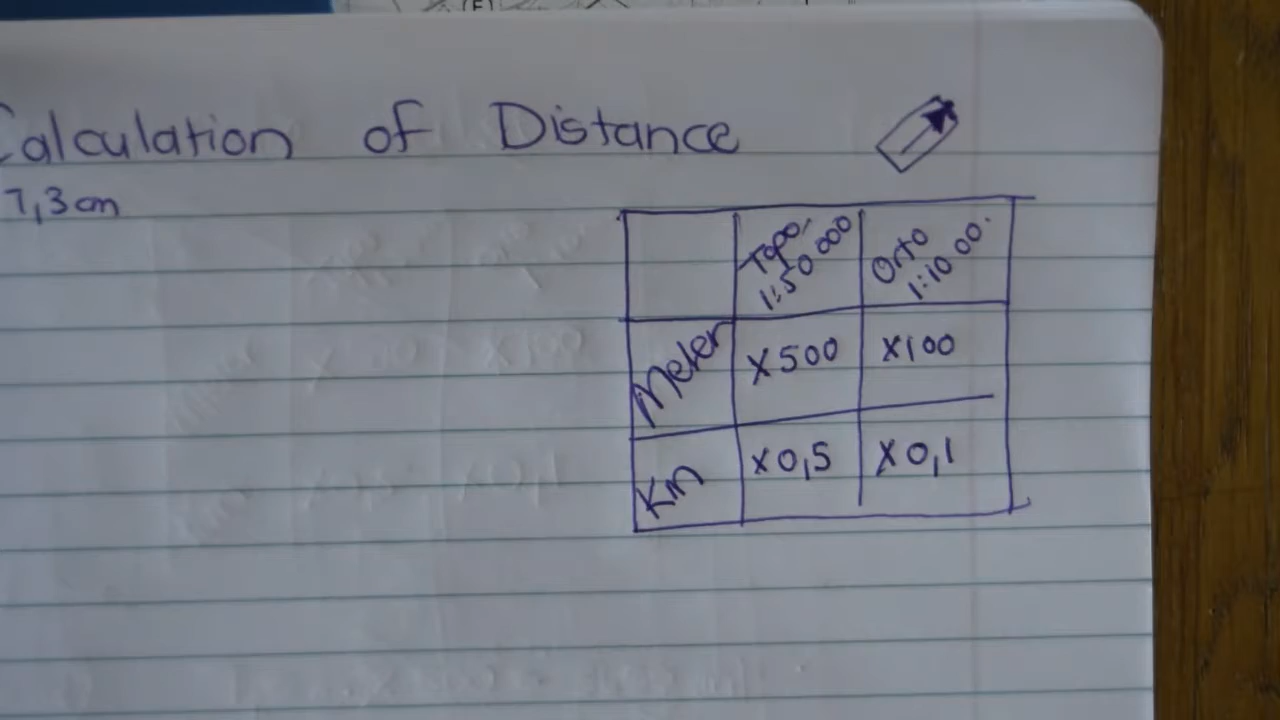 Calculation of Distance
7,3 cm
Topo. 1:50 000
Orto 1:10 00.
Meter x500 x100
Km x0,5 x0,1